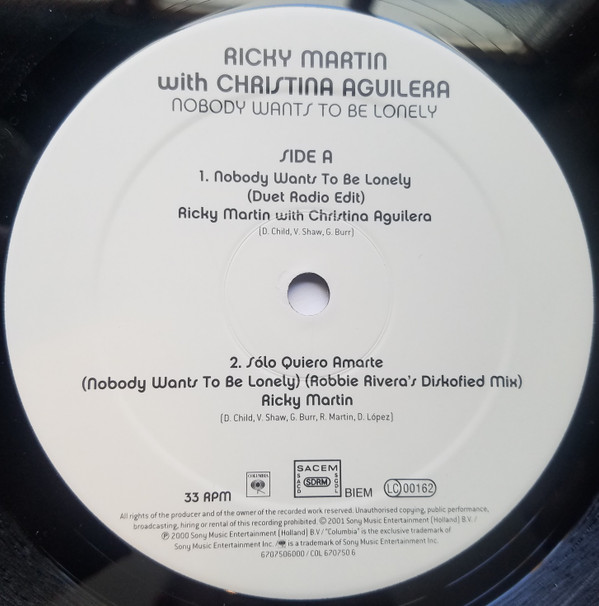 RICKY MARTIN
with CHRISTINA AGUILERA
NOBODY WANTS TO BE LONELY
SIDE A
1. Nobody Wants To Be Lonely
(Duet Radio Edit)
Ricky Martin with Christina Aguilera
(D. Child, V. Shaw, G. Burr)
2. Sólo Quiero Amarte
(Nobody Wants To Be Lonely) (Robbie Rivera's Diskofied Mix)
Ricky Martin
(D. Child, V. Shaw, G. Burr, R. Martin, D. López)
33 RPM
COLUMBIA
SACEM
SACD
SDRM
SGDL
BIEM
LC 00162
All rights of the producer and of the owner of the recorded work reserved. Unauthorised copying, public performance,
broadcasting, hiring or rental of this recording prohibited. © 2001 Sony Music Entertainment (Holland) B.V. /
℗ 2000 Sony Music Entertainment (Holland) B.V./ "Columbia" is the exclusive trademark of
Sony Music Entertainment Inc. / is a trademark of Sony Music Entertainment Inc.
6707506000 / COL 670750 6